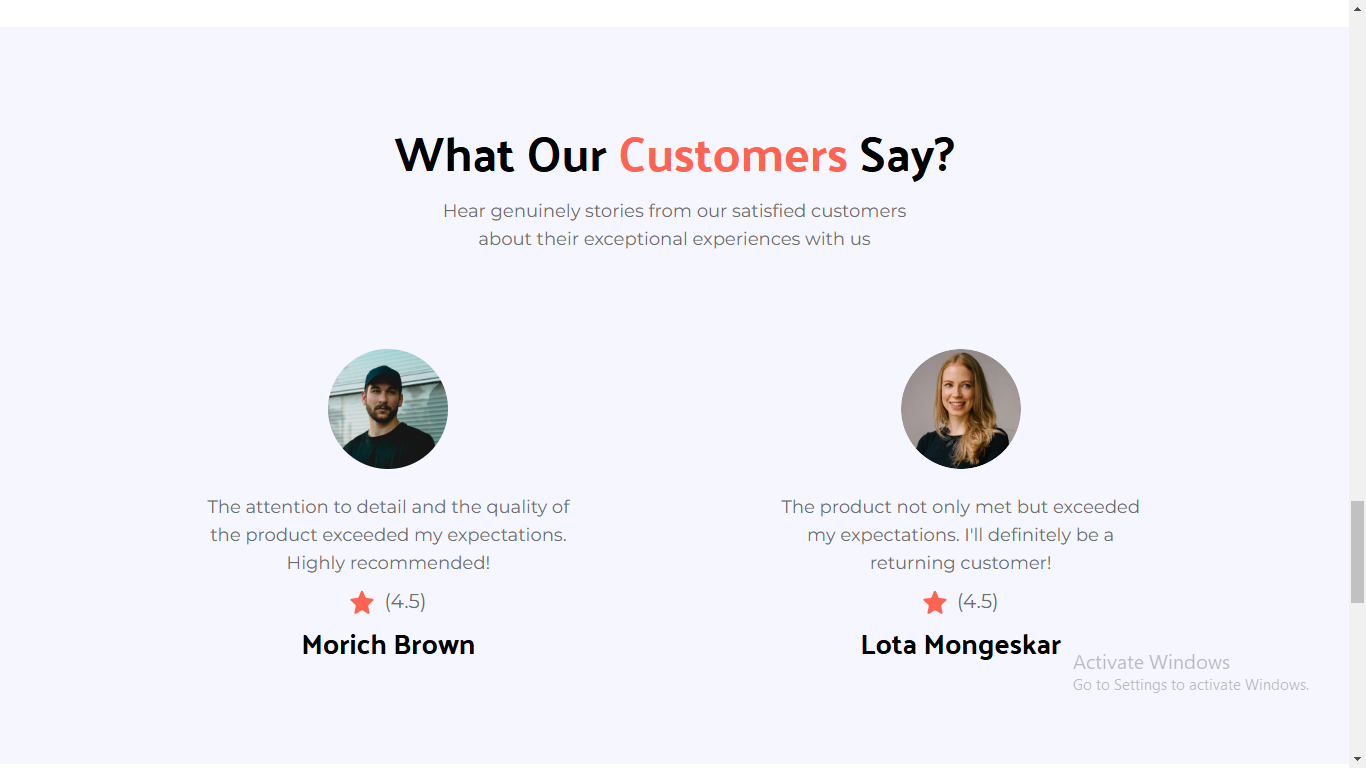 What Our Customers Say?
Hear genuinely stories from our satisfied customers
about their exceptional experiences with us
The attention to detail and the quality of
the product exceeded my expectations.
Highly recommended!
(4.5)
Morich Brown
The product not only met but exceeded
my expectations. I'll definitely be a
returning customer!
(4.5)
Lota Mongeskar
Activate Windows
Go to Settings to activate Windows.